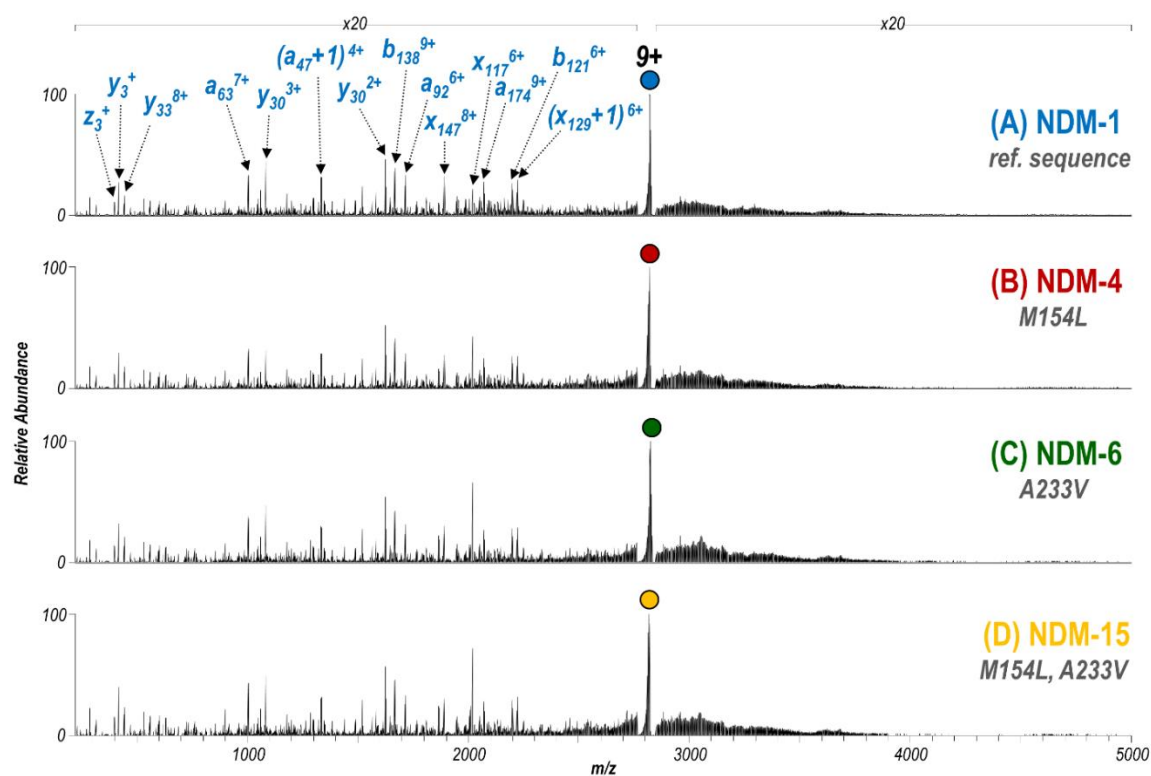 x20 x20
z₃⁺ y₃⁺ y₃₃⁸⁺ a₆₃⁷⁺ y₃₀³⁺ (a₄₇+1)⁴⁺ y₃₀²⁺ b₁₃₈⁹⁺ a₉₂⁶⁺ x₁₄₇⁸⁺ x₁₁₇⁶⁺ a₁₇₄⁹⁺ b₁₂₁⁶⁺ (x₁₂₉+1)⁶⁺
9+
100
(A) NDM-1
ref. sequence
0
100
(B) NDM-4
M154L
0
Relative Abundance
100
(C) NDM-6
A233V
0
100
(D) NDM-15
M154L, A233V
0
1000 2000 3000 4000 5000
m/z